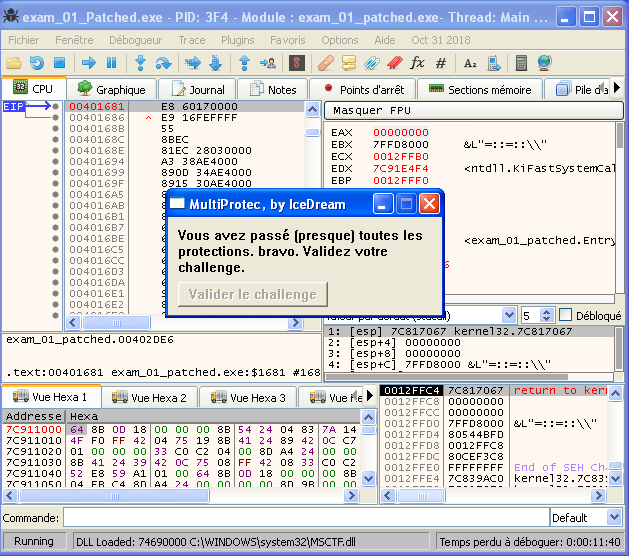 exam_01_Patched.exe - PID: 3F4 - Module : exam_01_patched.exe- Thread: Main ...
Fichier Fenêtre Débogueur Trace Plugins Favoris Options Aide Oct 31 2018
CPU Graphique Journal Notes Points d'arrêt Sections mémoire Pile d'a
EIP
00401681 E8 60170000
00401686 E9 16FEFFFF
0040168B 55
0040168C 8BEC
0040168E 81EC 28030000
00401694 A3 38AE4000
00401699 890D 34AE4000
0040169F 8915 30AE4000
Masquer FPU
EAX 00000000
EBX 7FFD8000 &L"=::=::\\"
ECX 0012FFB0
EDX 7C91E4F4 <ntdll.KiFastSystemCal
EBP 0012FFF0
<exam_01_patched.Entry
MultiProtec, by IceDream
Vous avez passé (presque) toutes les
protections. bravo. Validez votre
challenge.
Valider le challenge
5 Débloqué
1: [esp] 7C817067 kernel32.7C817067
2: [esp+4] 00000000
3: [esp+8] 00000000
4: [esp+C] 7FFD8000 &L"=::=::\\"
exam_01_patched.00402DE6
.text:00401681 exam_01_patched.exe:$1681 #168
Vue Hexa 1 Vue Hexa 2 Vue Hexa 3 Vue He
Adresse Hexa
7C911000 64 8B 0D 18 00 00 00 8B 54 24 04 83 7A 14
7C911010 4F F0 FF 42 04 75 19 8B 41 24 89 42 0C C7
7C911020 01 00 00 00 33 C0 C2 04 00 8D A4 24 00
7C911030 8B 41 24 39 42 0C 75 08 FF 42 08 33 C0 C2
7C911040 52 E8 59 A1 01 00 64 8B 0D 18 00 00 00 8B
7C911050 04 EB C4 8D A4 24 00 00 00 00 8D 9B 00
0012FFC4 7C817067 return to kern
0012FFC8 00000000
0012FFCC 00000000
0012FFD0 7FFD8000 &L"=::=::\\"
0012FFD4 80544BFD
0012FFD8 0012FFC8
0012FFDC 80CEF3C8
0012FFE0 FFFFFFFF End of SEH Cha
0012FFE4 7C839AC0 kernel32.7C839
Commande: Default
Running DLL Loaded: 74690000 C:\WINDOWS\system32\MSCTF.dll Temps perdu à déboguer: 0:00:11:40